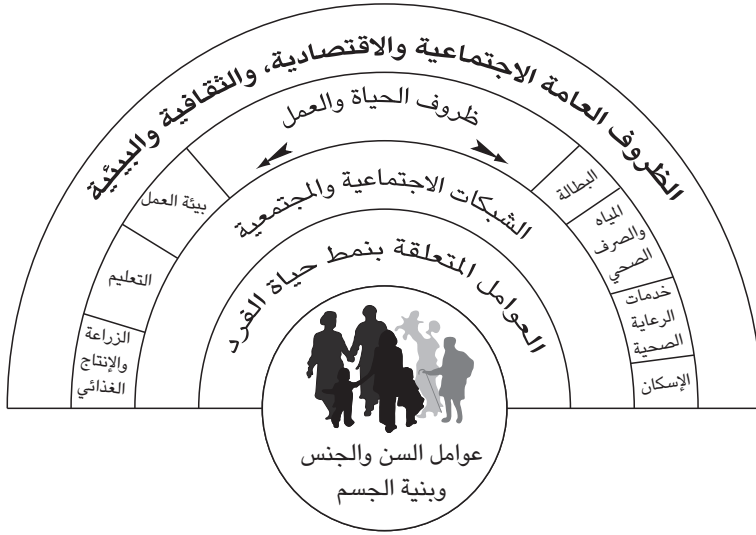 الظروف العامة الاجتماعية والاقتصادية، والثقافية والبيئية
ظروف الحياة والعمل
البطالة
المياه
والصرف
الصحي
خدمات
الرعاية
الصحية
الإسكان
بيئة العمل
التعليم
الزراعة
والإنتاج
الغذائي
الشبكات الاجتماعية والمجتمعية
العوامل المتعلقة بنمط حياة الفرد
عوامل السن والجنس
وبنية الجسم